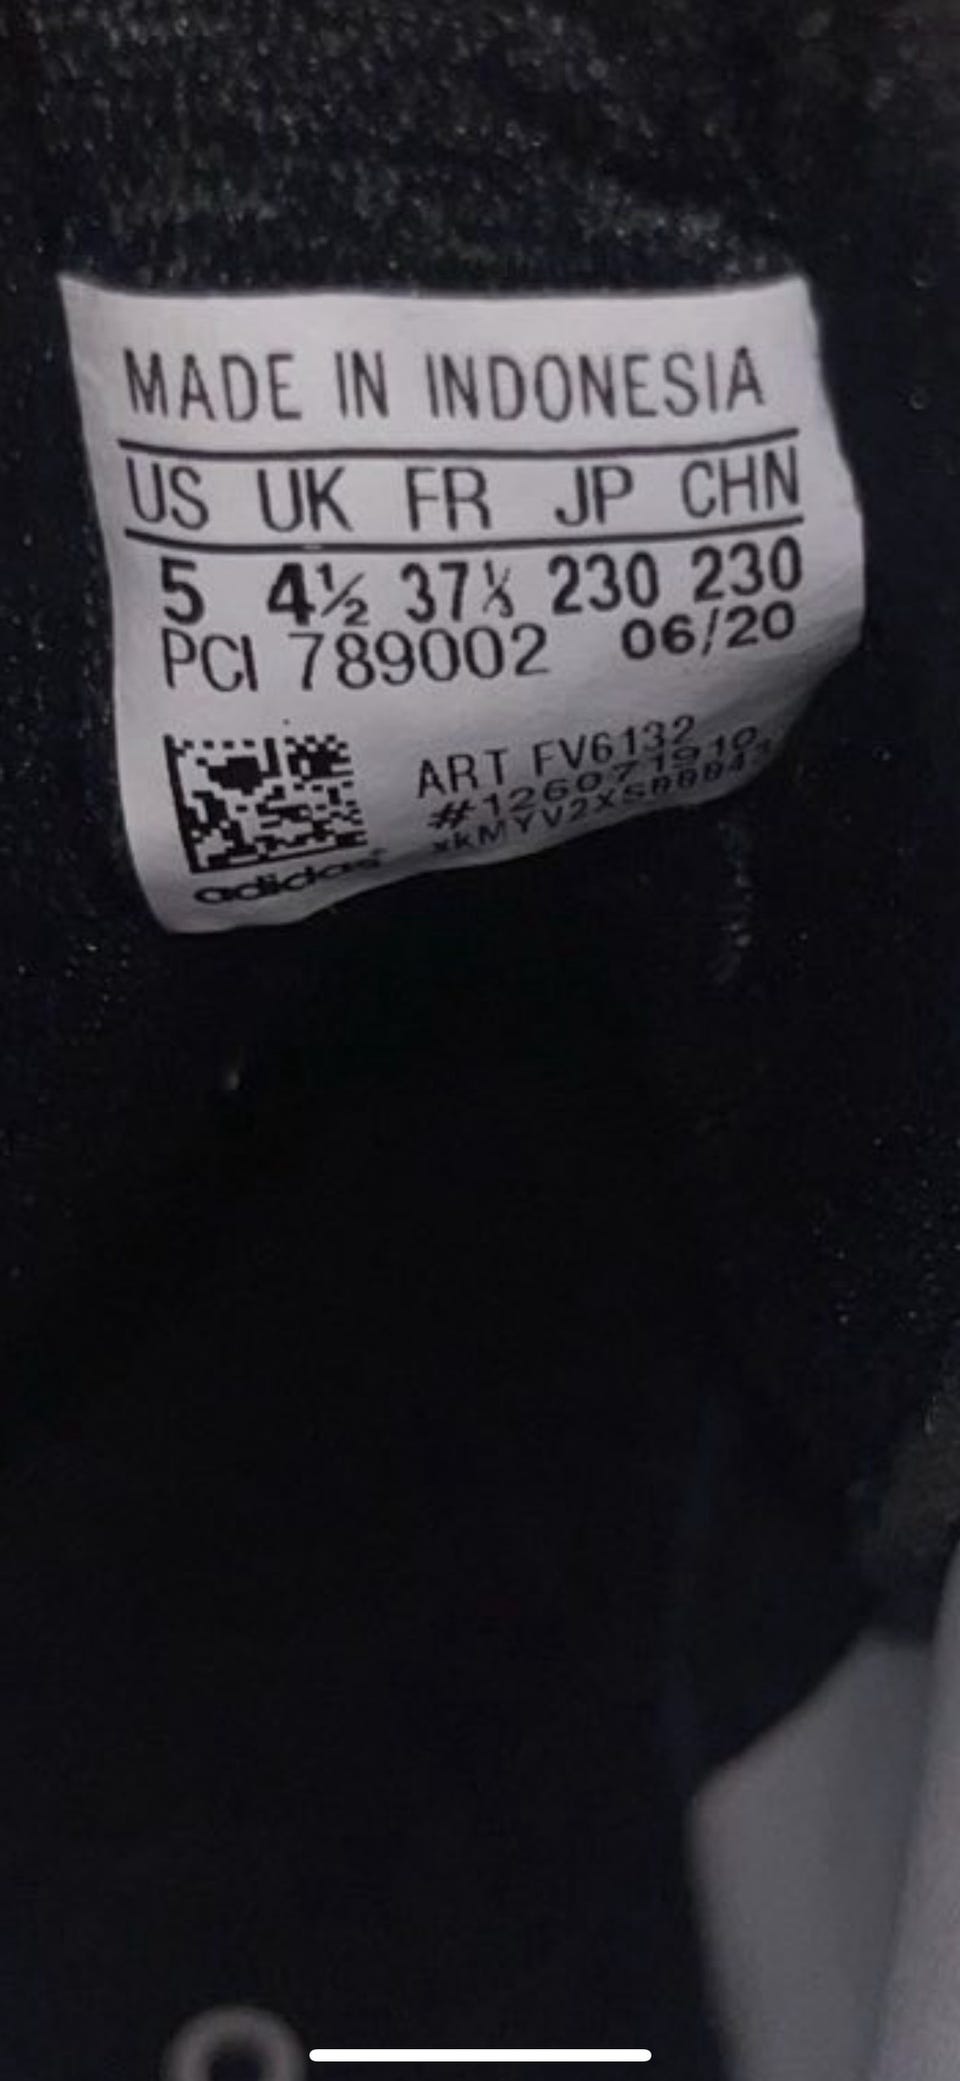 MADE IN INDONESIA
US UK FR JP CHN
5 4½ 37⅓ 230 230
PCI 789002 06/20
ART FV6132
#126071910
adidas